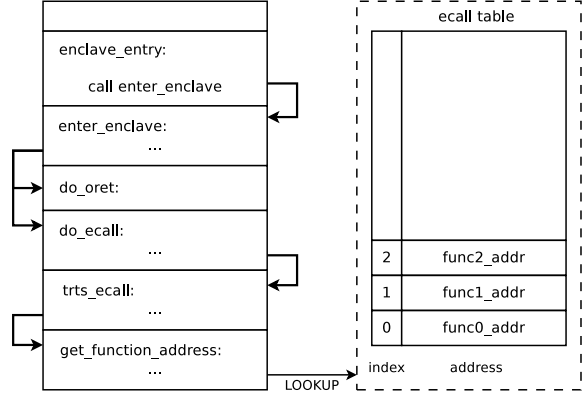 enclave_entry:
call enter_enclave
enter_enclave:
...
do_oret:
do_ecall:
...
trts_ecall:
...
get_function_address:
...
LOOKUP
ecall table
2 func2_addr
1 func1_addr
0 func0_addr
index address